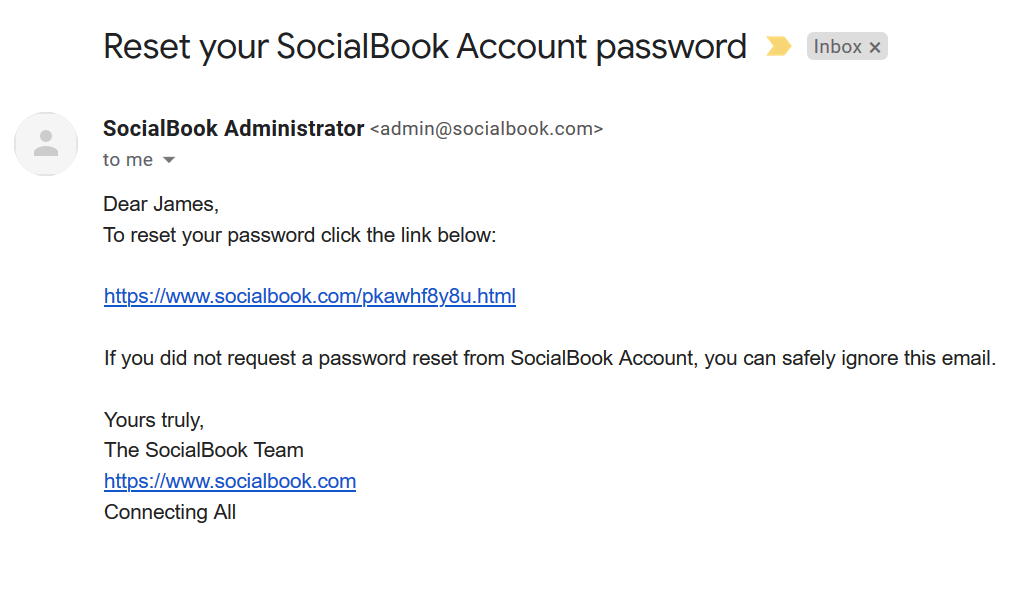 Reset your SocialBook Account password Inbox ×
SocialBook Administrator <admin@socialbook.com>
to me
Dear James,
To reset your password click the link below:
https://www.socialbook.com/pkawhf8y8u.html
If you did not request a password reset from SocialBook Account, you can safely ignore this email.
Yours truly,
The SocialBook Team
https://www.socialbook.com
Connecting All